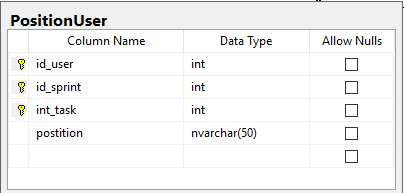 PositionUser
Column Name Data Type Allow Nulls
id_user int
id_sprint int
int_task int
postition nvarchar(50)